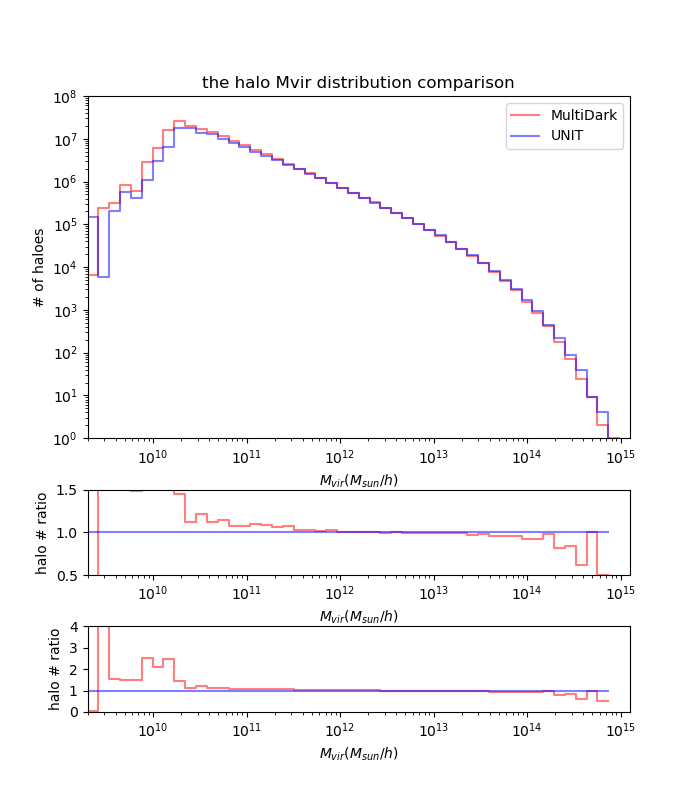 the halo Mvir distribution comparison
MultiDark
UNIT
# of haloes
10^8
10^7
10^6
10^5
10^4
10^3
10^2
10^1
10^0
10^10 10^11 10^12 10^13 10^14 10^15
M_vir(M_sun/h)
halo # ratio
1.5
1.0
0.5
10^10 10^11 10^12 10^13 10^14 10^15
M_vir(M_sun/h)
halo # ratio
4
3
2
1
0
10^10 10^11 10^12 10^13 10^14 10^15
M_vir(M_sun/h)